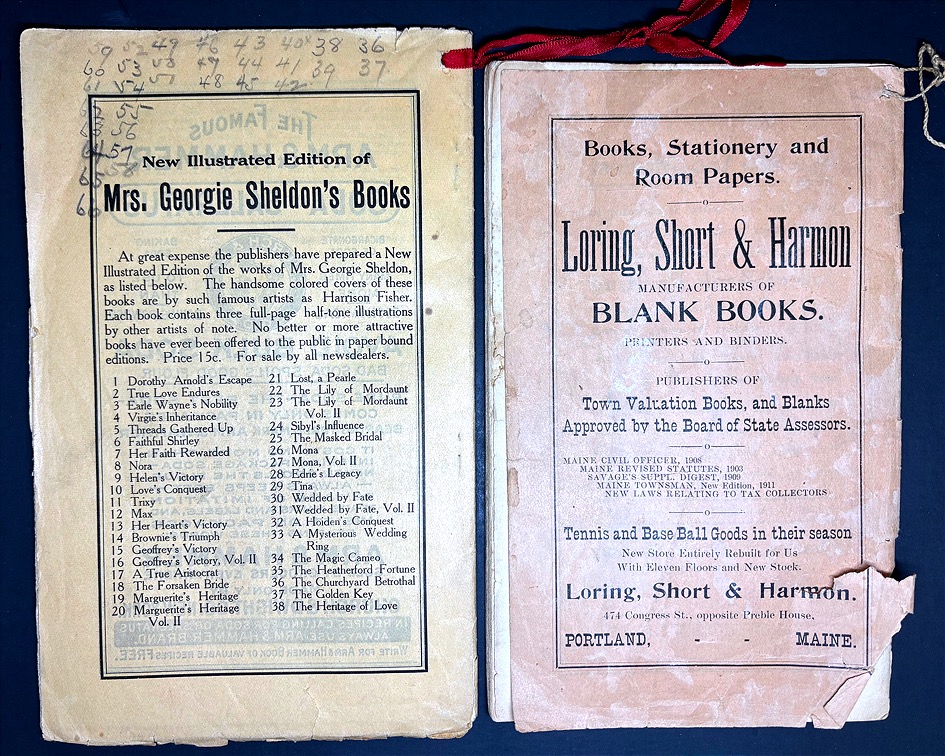 59 52 49 46 43 40 38 36
60 53 50 47 44 41 39 37
61 54 51 48 45 42
62 55
63 56
64 57
65 58
66
New Illustrated Edition of
Mrs. Georgie Sheldon's Books
At great expense the publishers have prepared a New
Illustrated Edition of the works of Mrs. Georgie Sheldon,
as listed below. The handsome colored covers of these
books are by such famous artists as Harrison Fisher.
Each book contains three full-page half-tone illustrations
by other artists of note. No better or more attractive
books have ever been offered to the public in paper bound
editions. Price 15c. For sale by all newsdealers.
1 Dorothy Arnold's Escape
2 True Love Endures
3 Earle Wayne's Nobility
4 Virgie's Inheritance
5 Threads Gathered Up
6 Faithful Shirley
7 Her Faith Rewarded
8 Nora
9 Helen's Victory
10 Love's Conquest
11 Trixy
12 Max
13 Her Heart's Victory
14 Brownie's Triumph
15 Geoffrey's Victory
16 Geoffrey's Victory, Vol. II
17 A True Aristocrat
18 The Forsaken Bride
19 Marguerite's Heritage
20 Marguerite's Heritage
Vol. II
21 Lost, a Pearle
22 The Lily of Mordaunt
23 The Lily of Mordaunt
Vol. II
24 Sibyl's Influence
25 The Masked Bridal
26 Mona
27 Mona, Vol. II
28 Edrie's Legacy
29 Tina
30 Wedded by Fate
31 Wedded by Fate, Vol. II
32 A Hoiden's Conquest
33 A Mysterious Wedding
Ring
34 The Magic Cameo
35 The Heatherford Fortune
36 The Churchyard Betrothal
37 The Golden Key
38 The Heritage of Love
Books, Stationery and
Room Papers.
Loring, Short & Harmon
MANUFACTURERS OF
BLANK BOOKS.
PRINTERS AND BINDERS.
PUBLISHERS OF
Town Valuation Books, and Blanks
Approved by the Board of State Assessors.
MAINE CIVIL OFFICER, 1908
MAINE REVISED STATUTES, 1903
SAVAGE'S SUPPL. DIGEST, 1909
MAINE TOWNSMAN, New Edition, 1911
NEW LAWS RELATING TO TAX COLLECTORS
Tennis and Base Ball Goods in their season
New Store Entirely Rebuilt for Us
With Eleven Floors and New Stock.
Loring, Short & Harmon.
474 Congress St., opposite Preble House,
PORTLAND, - - MAINE.